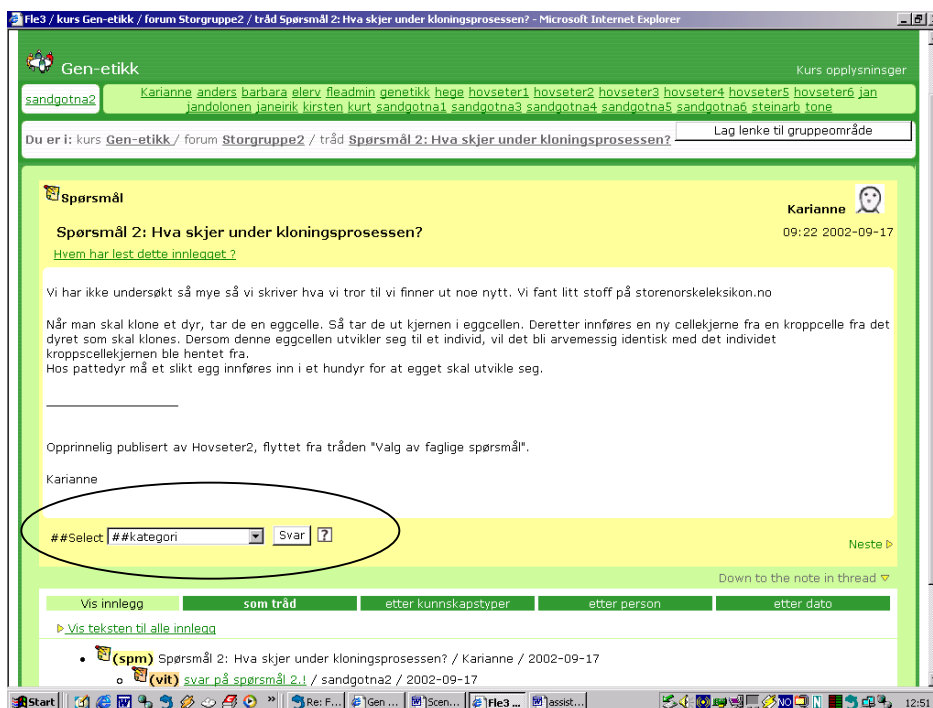 Fle3 / kurs Gen-etikk / forum Storgruppe2 / tråd Spørsmål 2: Hva skjer under kloningsprosessen? - Microsoft Internet Explorer
Gen-etikk
Kurs opplysninsger
sandgotna2
Karianne anders barbara elerv fleadmin genetikk hege hovseter1 hovseter2 hovseter3 hovseter4 hovseter5 hovseter6 jan
jandolonen janeirik kirsten kurt sandgotna1 sandgotna3 sandgotna4 sandgotna5 sandgotna6 steinarb tone
Lag lenke til gruppeområde
Du er i: kurs Gen-etikk / forum Storgruppe2 / tråd Spørsmål 2: Hva skjer under kloningsprosessen?
Spørsmål
Karianne
Spørsmål 2: Hva skjer under kloningsprosessen?
09:22 2002-09-17
Hvem har lest dette innlegget ?
Vi har ikke undersøkt så mye så vi skriver hva vi tror til vi finner ut noe nytt. Vi fant litt stoff på storenorskeleksikon.no
Når man skal klone et dyr, tar de en eggcelle. Så tar de ut kjernen i eggcellen. Deretter innføres en ny cellekjerne fra en kroppcelle fra det
dyret som skal klones. Dersom denne eggcellen utvikler seg til et individ, vil det bli arvemessig identisk med det individet
kroppscellekjernen ble hentet fra.
Hos pattedyr må et slikt egg innføres inn i et hundyr for at egget skal utvikle seg.
Opprinnelig publisert av Hovseter2, flyttet fra tråden "Valg av faglige spørsmål".
Karianne
##Select ##kategori Svar ?
Neste
Down to the note in thread
Vis innlegg som tråd etter kunnskapstyper etter person etter dato
Vis teksten til alle innlegg
(spm) Spørsmål 2: Hva skjer under kloningsprosessen? / Karianne / 2002-09-17
(vit) svar på spørsmål 2.! / sandgotna2 / 2002-09-17
Start » Re: F... Gen ... Scen... Fle3 ... assist... NO 12:51